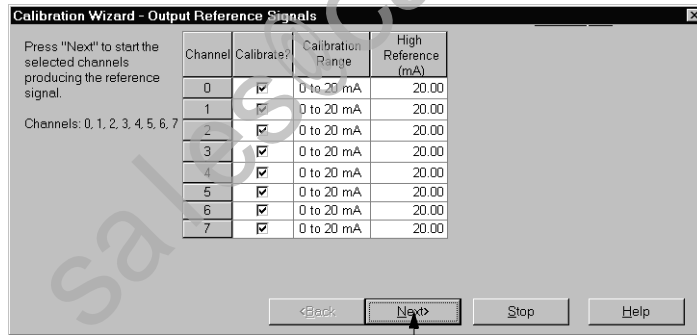 Calibration Wizard - Output Reference Signals
Press "Next" to start the
selected channels
producing the reference
signal.
Channels: 0, 1, 2, 3, 4, 5, 6, 7
Channel Calibrate? Calibration Range High Reference (mA)
0 0 to 20 mA 20.00
1 0 to 20 mA 20.00
2 0 to 20 mA 20.00
3 0 to 20 mA 20.00
4 0 to 20 mA 20.00
5 0 to 20 mA 20.00
6 0 to 20 mA 20.00
7 0 to 20 mA 20.00
<Back Next> Stop Help